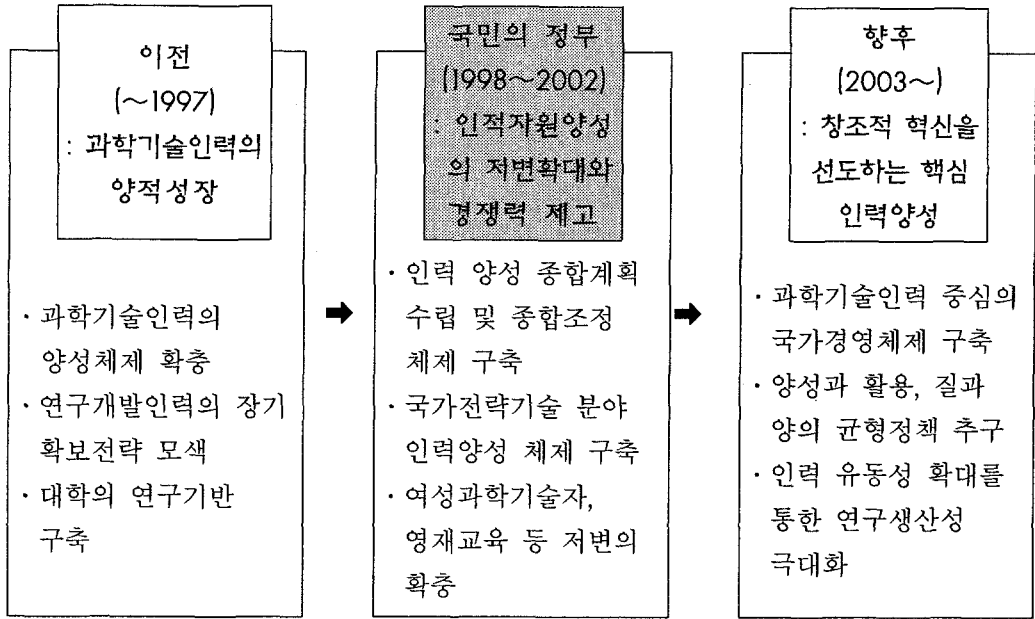 이전
(~1997)
: 과학기술인력의
양적성장
· 과학기술인력의
양성체제 확충
· 연구개발인력의 장기
확보전략 모색
· 대학의 연구기반
구축
국민의 정부
(1998~2002)
: 인적자원양성
의 저변확대와
경쟁력 제고
· 인력 양성 종합계획
수립 및 종합조정
체제 구축
· 국가전략기술 분야
인력양성 체제 구축
· 여성과학기술자,
영재교육 등 저변의
확충
향후
(2003~)
: 창조적 혁신을
선도하는 핵심
인력양성
· 과학기술인력 중심의
국가경영체제 구축
· 양성과 활용, 질과
양의 균형정책 추구
· 인력 유동성 확대를
통한 연구생산성
극대화